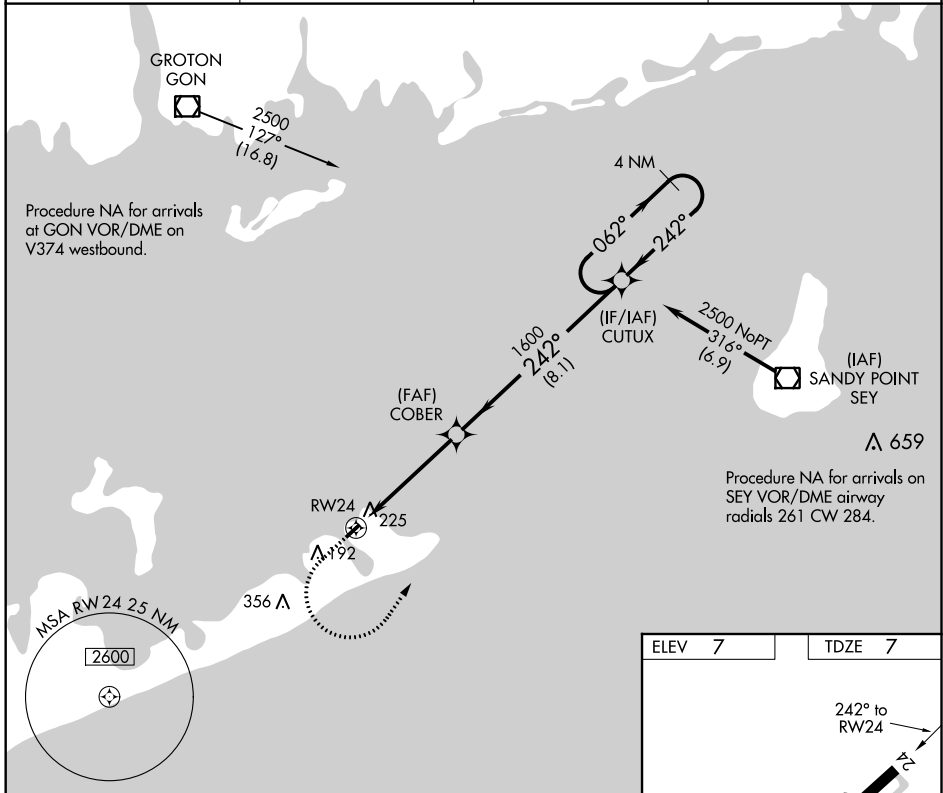 GROTON
GON
2500
127°
(16.8)
4 NM
Procedure NA for arrivals
at GON VOR/DME on
V374 westbound.
062°
242°
(IF/IAF)
CUTUX
2500 NoPT
316°
(6.9)
1600
242°
(8.1)
(IAF)
SANDY POINT
SEY
(FAF)
COBER
659
Procedure NA for arrivals on
SEY VOR/DME airway
radials 261 CW 284.
RW24
225
192
356
MSA RW24 25 NM
2600
ELEV 7
TDZE 7
242° to
RW24
24